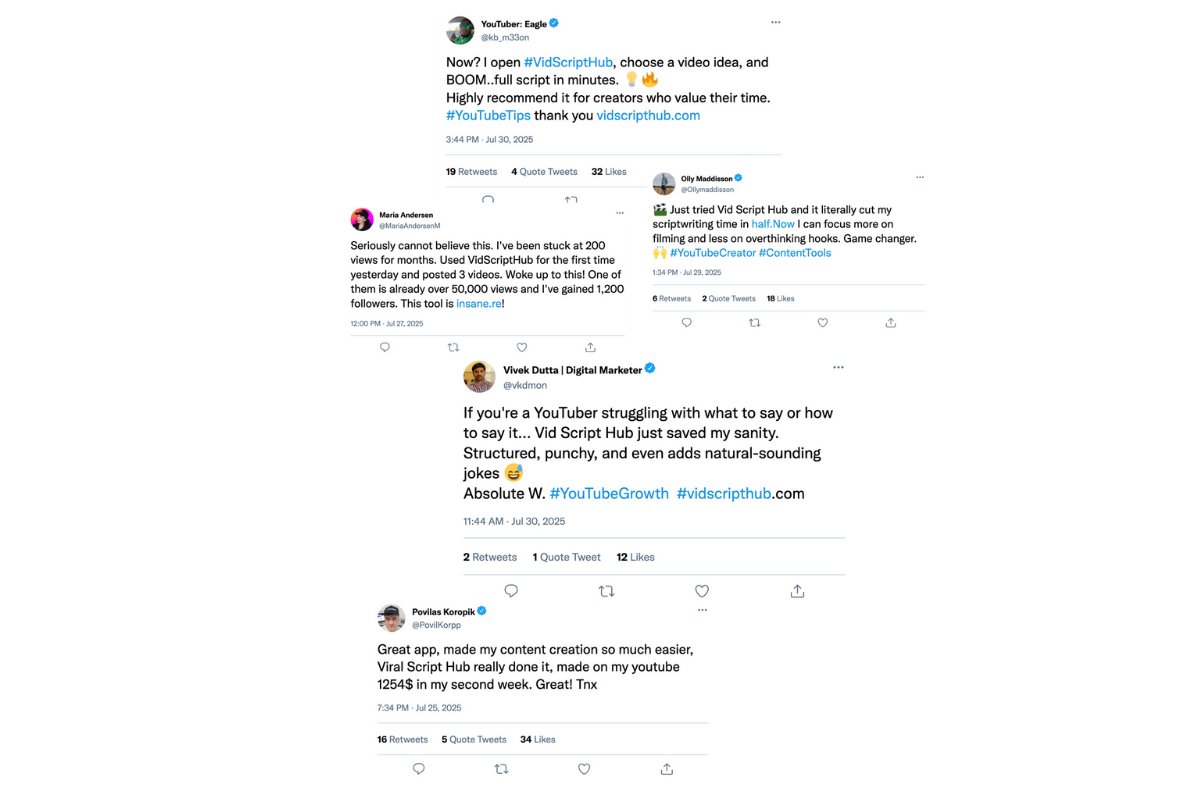 YouTuber: Eagle
@kb_m33on
Now? I open #VidScriptHub, choose a video idea, and
BOOM..full script in minutes. 💡🔥
Highly recommend it for creators who value their time.
#YouTubeTips thank you vidscripthub.com
3:44 PM · Jul 30, 2025
19 Retweets 4 Quote Tweets 32 Likes
Olly Maddisson
@Ollymaddisson
🎬 Just tried Vid Script Hub and it literally cut my
scriptwriting time in half.Now I can focus more on
filming and less on overthinking hooks. Game changer.
🙌 #YouTubeCreator #ContentTools
1:34 PM · Jul 29, 2025
6 Retweets 2 Quote Tweets 18 Likes
Maria Andersen
@MariaAndersenM
Seriously cannot believe this. I've been stuck at 200
views for months. Used VidScriptHub for the first time
yesterday and posted 3 videos. Woke up to this! One of
them is already over 50,000 views and I've gained 1,200
followers. This tool is insane.re!
12:00 PM · Jul 27, 2025
Vivek Dutta | Digital Marketer
@vkdmon
If you're a YouTuber struggling with what to say or how
to say it... Vid Script Hub just saved my sanity.
Structured, punchy, and even adds natural-sounding
jokes 😅
Absolute W. #YouTubeGrowth #vidscripthub.com
11:44 AM · Jul 30, 2025
2 Retweets 1 Quote Tweet 12 Likes
Povilas Koropik
@PovilKorpp
Great app, made my content creation so much easier,
Viral Script Hub really done it, made on my youtube
1254$ in my second week. Great! Tnx
7:34 PM · Jul 25, 2025
16 Retweets 5 Quote Tweets 34 Likes